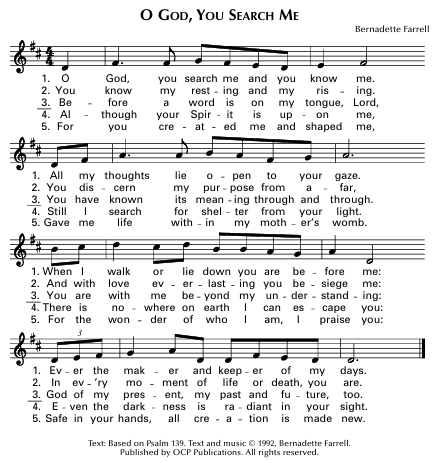 O GOD, YOU SEARCH ME
Bernadette Farrell
1. O God, you search me and you know me.
2. You know my rest - ing and my ris - ing.
3. Be - fore a word is on my tongue, Lord,
4. Al - though your Spir - it is up - on me,
5. For you cre - at - ed me and shaped me,
1. All my thoughts lie o - pen to your gaze.
2. You dis - cern my pur - pose from a - far,
3. You have known its mean - ing through and through.
4. Still I search for shel - ter from your light.
5. Gave me life with - in my moth - er's womb.
1. When I walk or lie down you are be - fore me:
2. And with love ev - er - last - ing you be - siege me:
3. You are with me be - yond my un - der - stand - ing:
4. There is no - where on earth I can es - cape you:
5. For the won - der of who I am, I praise you:
3
1. Ev - er the mak - er and keep - er of my days.
2. In ev - 'ry mo - ment of life or death, you are.
3. God of my pres - ent, my past and fu - ture, too.
4. E - ven the dark - ness is ra - diant in your sight.
5. Safe in your hands, all cre - a - tion is made new.
Text: Based on Psalm 139. Text and music © 1992, Bernadette Farrell.
Published by OCP Publications. All rights reserved.